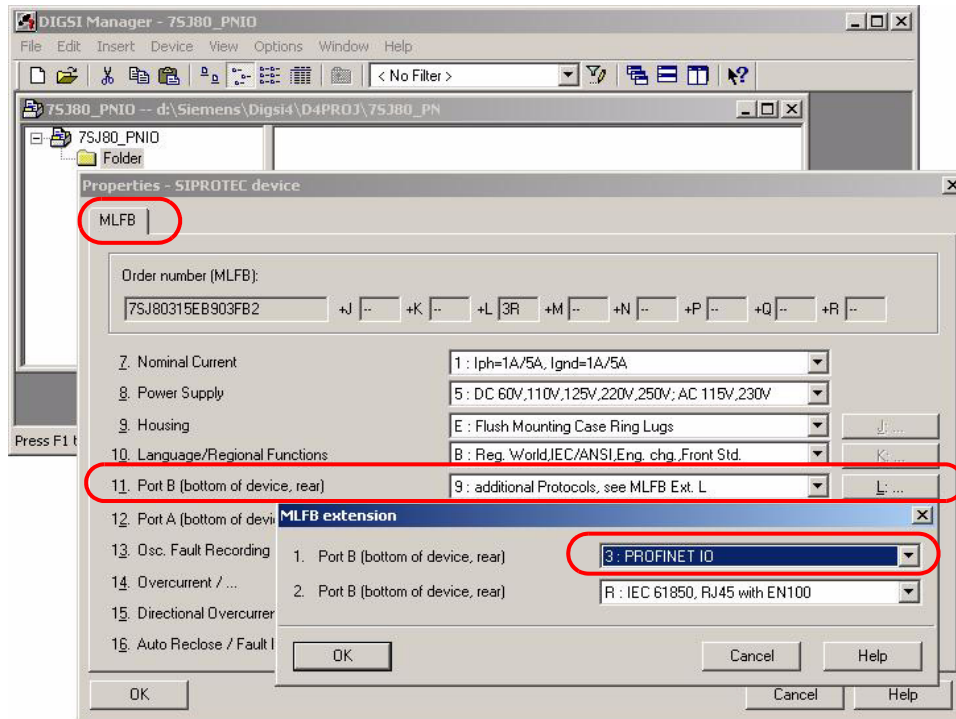 DIGSI Manager - 7SJ80_PNIO
File Edit Insert Device View Options Window Help
< No Filter >
7SJ80_PNIO -- d:\Siemens\Digsi4\D4PROJ\7SJ80_PN
7SJ80_PNIO
Folder
Properties - SIPROTEC device
MLFB
Order number (MLFB):
7SJ80315EB903FB2 +J -- +K -- +L 3R +M -- +N -- +P -- +Q -- +R --
7. Nominal Current 1 : Iph=1A/5A, Ignd=1A/5A
8. Power Supply 5 : DC 60V,110V,125V,220V,250V; AC 115V,230V
9. Housing E : Flush Mounting Case Ring Lugs J: ...
Press F1
10. Language/Regional Functions B : Reg. World,IEC/ANSI,Eng. chg.,Front Std. K: ...
11. Port B (bottom of device, rear) 9 : additional Protocols, see MLFB Ext. L L: ...
12. Port A (bottom of devi
MLFB extension
13. Osc. Fault Recording
1. Port B (bottom of device, rear) 3 : PROFINET IO
14. Overcurrent / ...
2. Port B (bottom of device, rear) R : IEC 61850, RJ45 with EN100
15. Directional Overcurrer
16. Auto Reclose / Fault
OK Cancel Help
OK Cancel Help